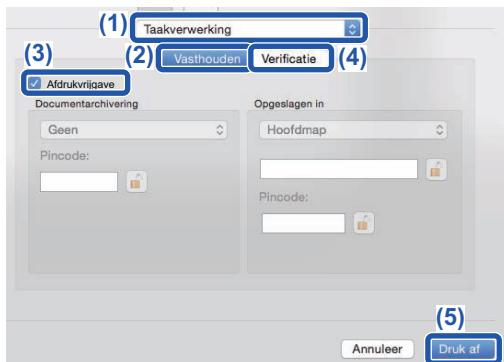 (1) Taakverwerking
(2) Vasthouden Verificatie (4)
(3)
Afdrukvrijgave
Documentarchivering Opgeslagen in
Geen Hoofdmap
Pincode:
Pincode:
(5)
Annuleer Druk af